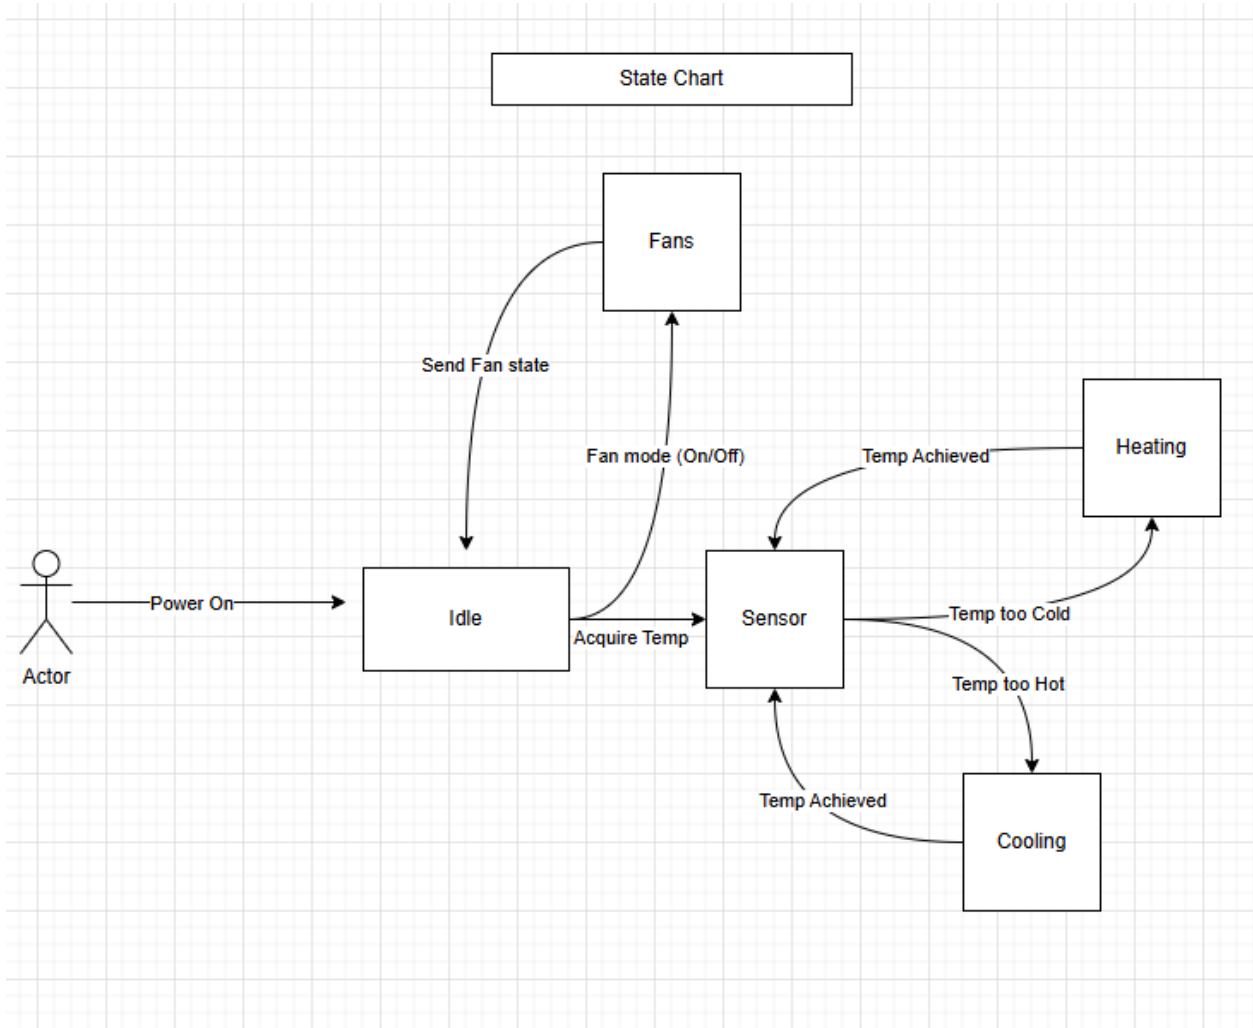 State Chart
Fans
Send Fan state
Fan mode (On/Off)
Heating
Temp Achieved
Power On
Idle
Acquire Temp
Sensor
Temp too Cold
Actor
Temp too Hot
Temp Achieved
Cooling